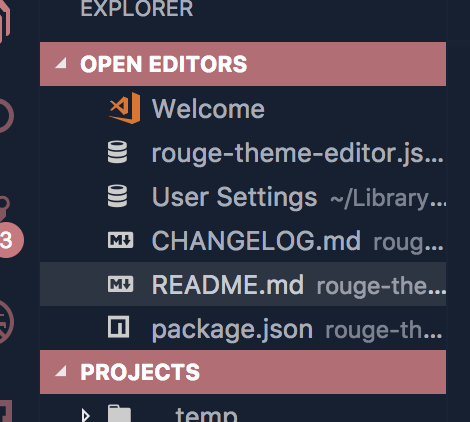 EXPLORER
OPEN EDITORS
Welcome
rouge-theme-editor.js...
User Settings ~/Library...
CHANGELOG.md roug...
README.md rouge-the...
package.json rouge-th...
3
PROJECTS
temp